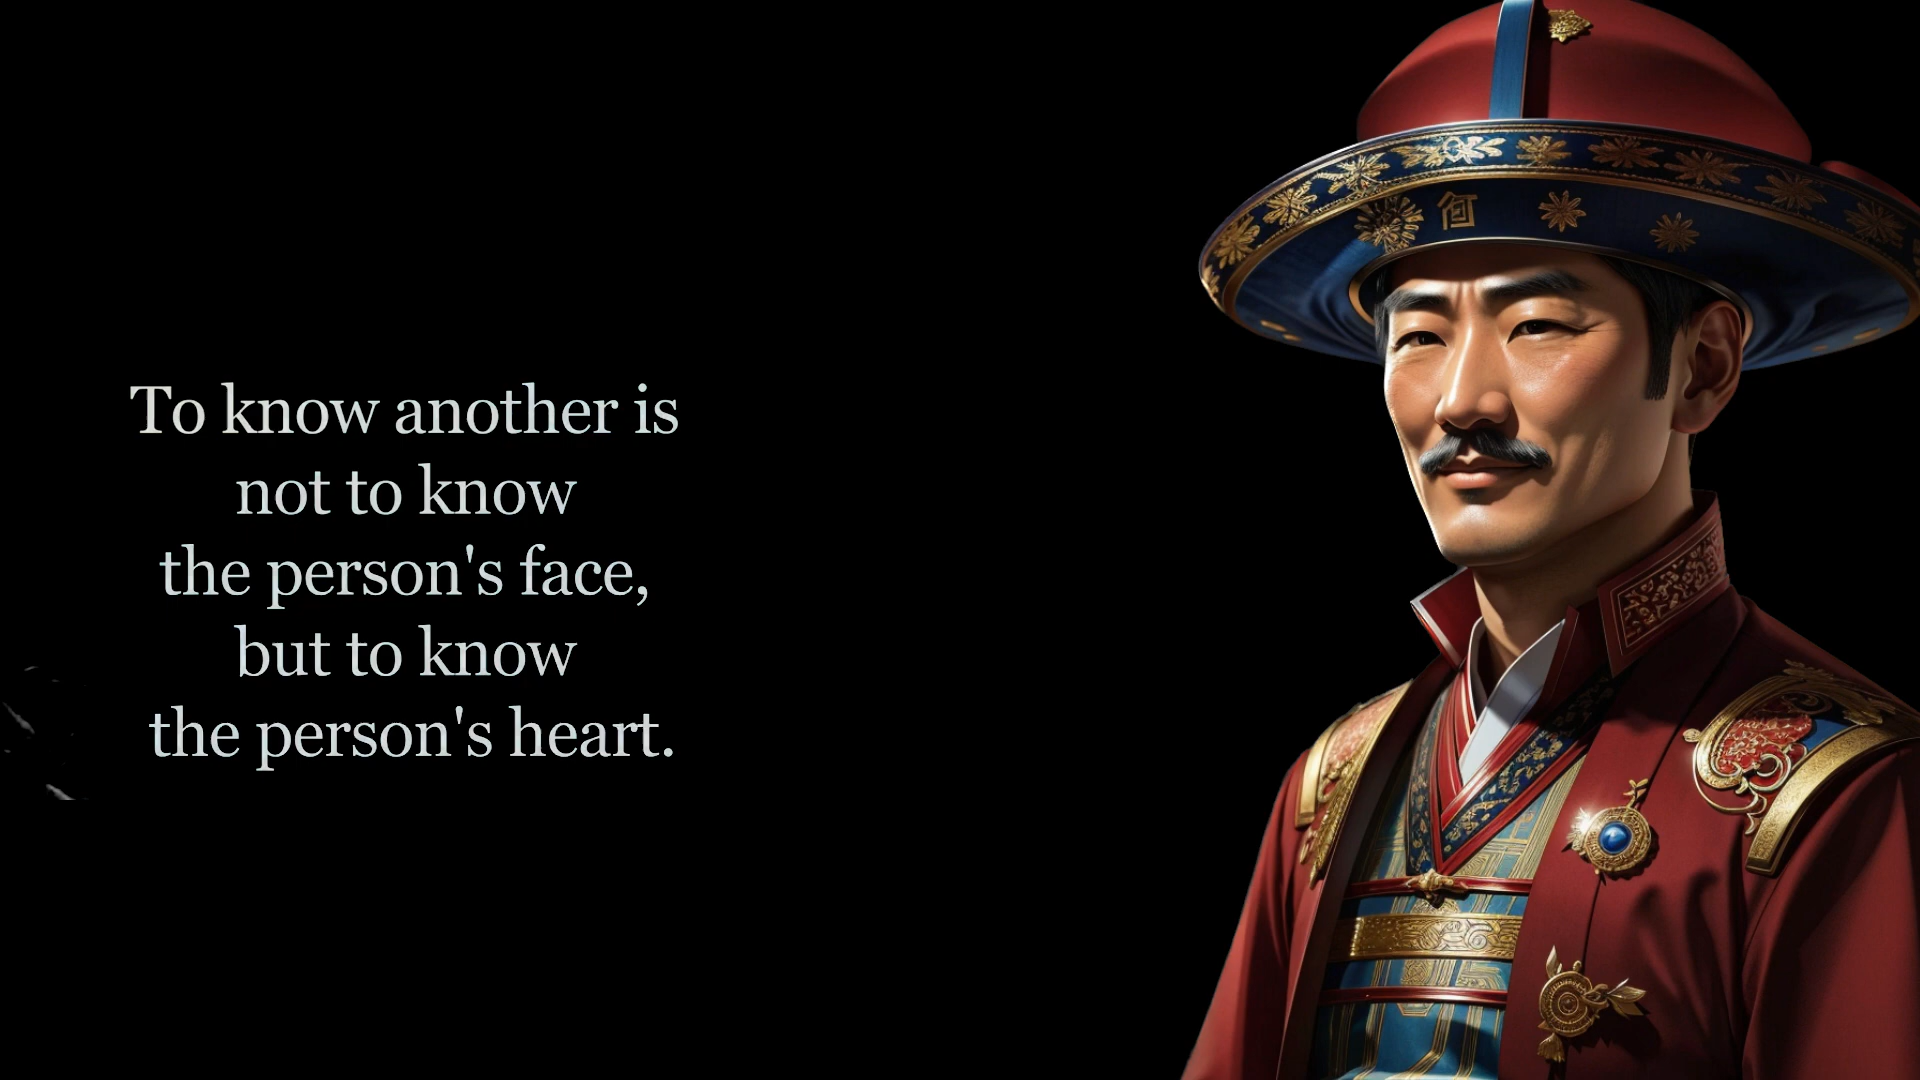 To know another is
not to know
the person's face,
but to know
the person's heart.